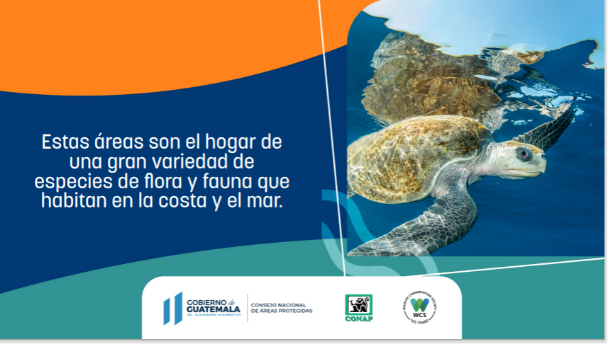 Estas áreas son el hogar de
una gran variedad de
especies de flora y fauna que
habitan en la costa y el mar.
GOBIERNO de
GUATEMALA
DR. ALEJANDRO GIAMMATTEI
CONSEJO NACIONAL
DE ÁREAS PROTEGIDAS
CONAP
WCS